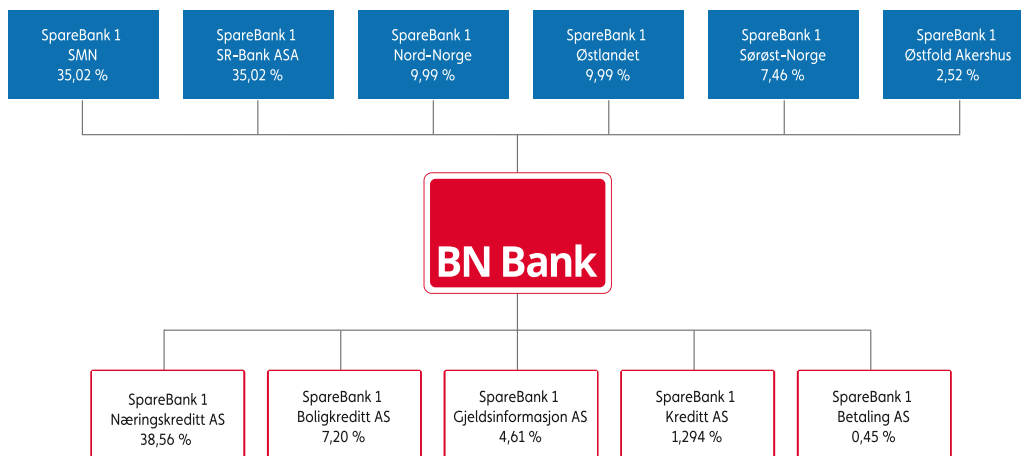 SpareBank 1
SMN
35,02 %
SpareBank 1
SR-Bank ASA
35,02 %
SpareBank 1
Nord-Norge
9,99 %
SpareBank 1
Østlandet
9,99 %
SpareBank 1
Sørøst-Norge
7,46 %
SpareBank 1
Østfold Akershus
2,52 %
BN Bank
SpareBank 1
Næringskreditt AS
38,56 %
SpareBank 1
Boligkreditt AS
7,20 %
SpareBank 1
Gjeldsinformasjon AS
4,61 %
SpareBank 1
Kreditt AS
1,294 %
SpareBank 1
Betaling AS
0,45 %